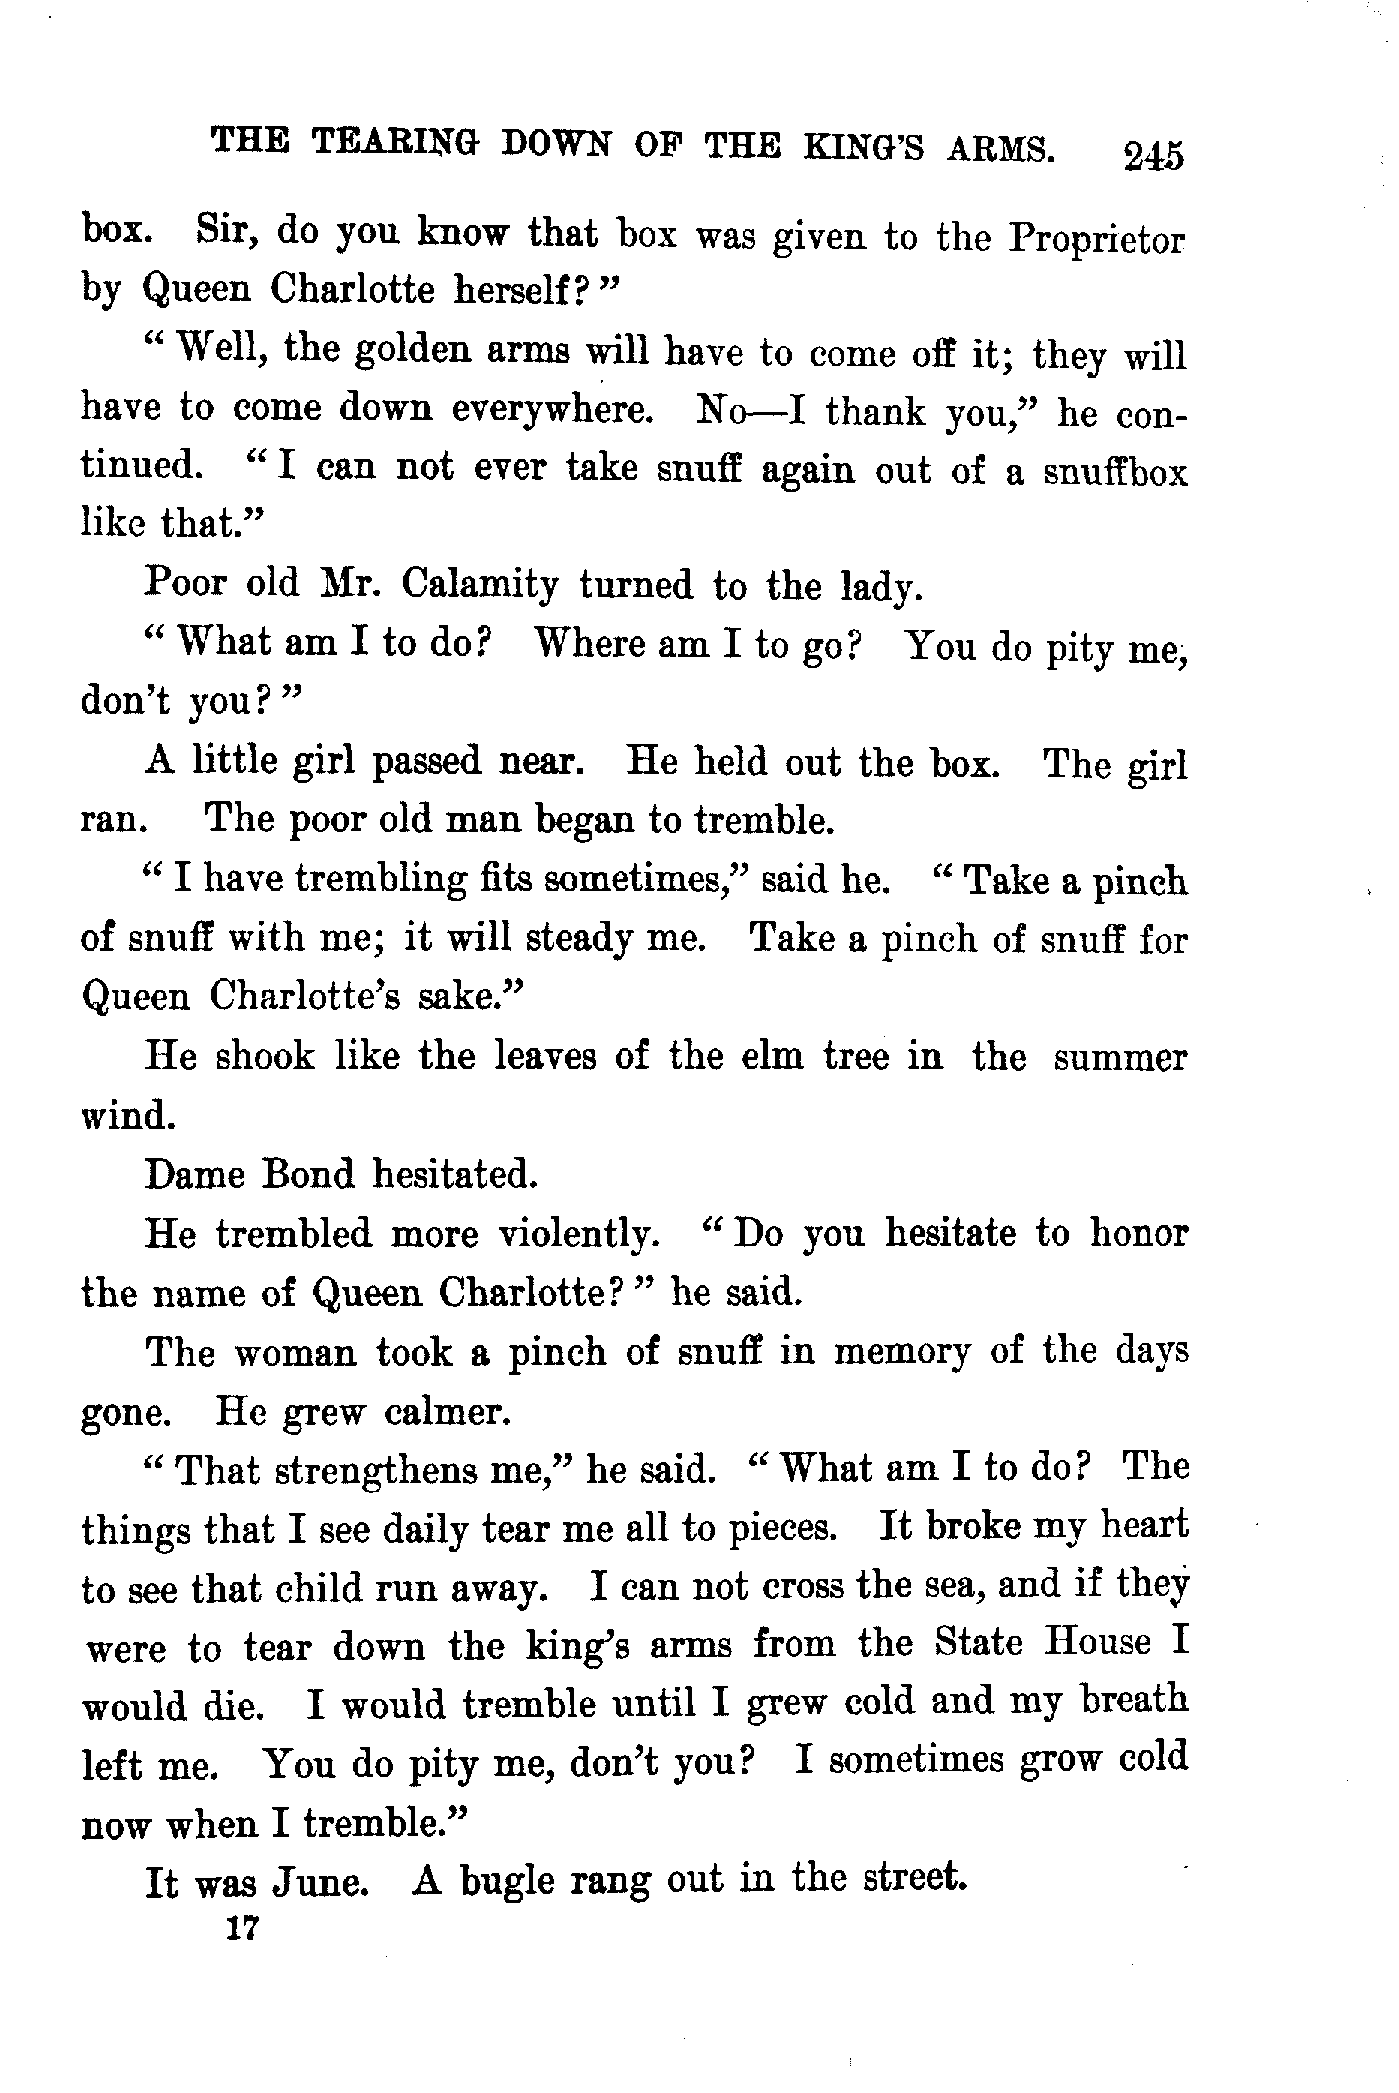 THE TEARING DOWN OF THE KING'S ARMS. 245
box. Sir, do you know that box was given to the Proprietor
by Queen Charlotte herself?"
"Well, the golden arms will have to come off it; they will
have to come down everywhere. No—I thank you," he con-
tinued. "I can not ever take snuff again out of a snuffbox
like that."
Poor old Mr. Calamity turned to the lady.
"What am I to do? Where am I to go? You do pity me,
don't you?"
A little girl passed near. He held out the box. The girl
ran. The poor old man began to tremble.
"I have trembling fits sometimes," said he. "Take a pinch
of snuff with me; it will steady me. Take a pinch of snuff for
Queen Charlotte's sake."
He shook like the leaves of the elm tree in the summer
wind.
Dame Bond hesitated.
He trembled more violently. "Do you hesitate to honor
the name of Queen Charlotte?" he said.
The woman took a pinch of snuff in memory of the days
gone. He grew calmer.
"That strengthens me," he said. "What am I to do? The
things that I see daily tear me all to pieces. It broke my heart
to see that child run away. I can not cross the sea, and if they
were to tear down the king's arms from the State House I
would die. I would tremble until I grew cold and my breath
left me. You do pity me, don't you? I sometimes grow cold
now when I tremble."
It was June. A bugle rang out in the street.
17